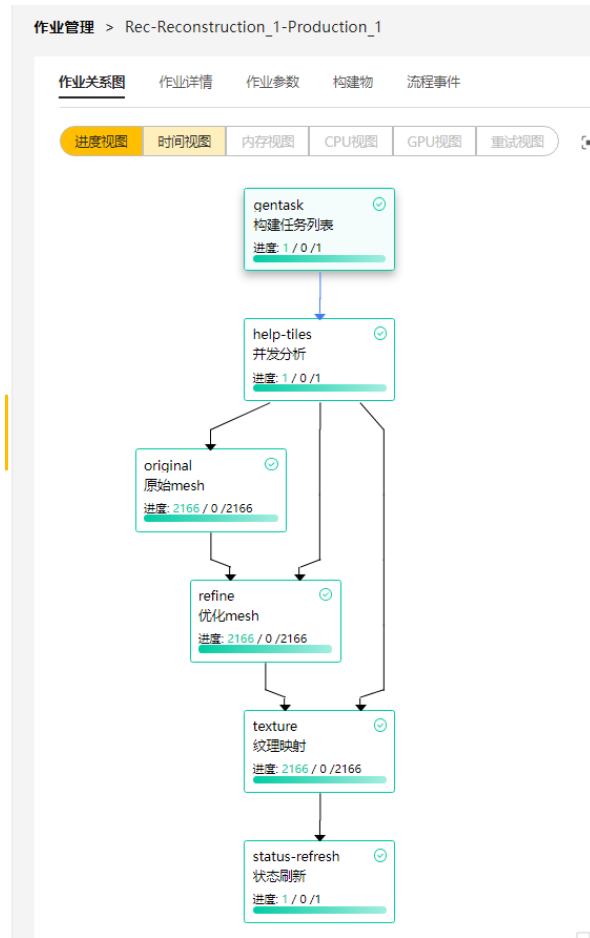 作业管理 > Rec-Reconstruction_1-Production_1
作业关系图 作业详情 作业参数 构建物 流程事件
进度视图 时间视图 内存视图 CPU视图 GPU视图 重试视图
gentask
构建任务列表
进度: 1 / 0 /1
help-tiles
并发分析
进度: 1 / 0 /1
original
原始mesh
进度: 2166 / 0 /2166
refine
优化mesh
进度: 2166 / 0 /2166
texture
纹理映射
进度: 2166 / 0 /2166
status-refresh
状态刷新
进度: 1 / 0 /1